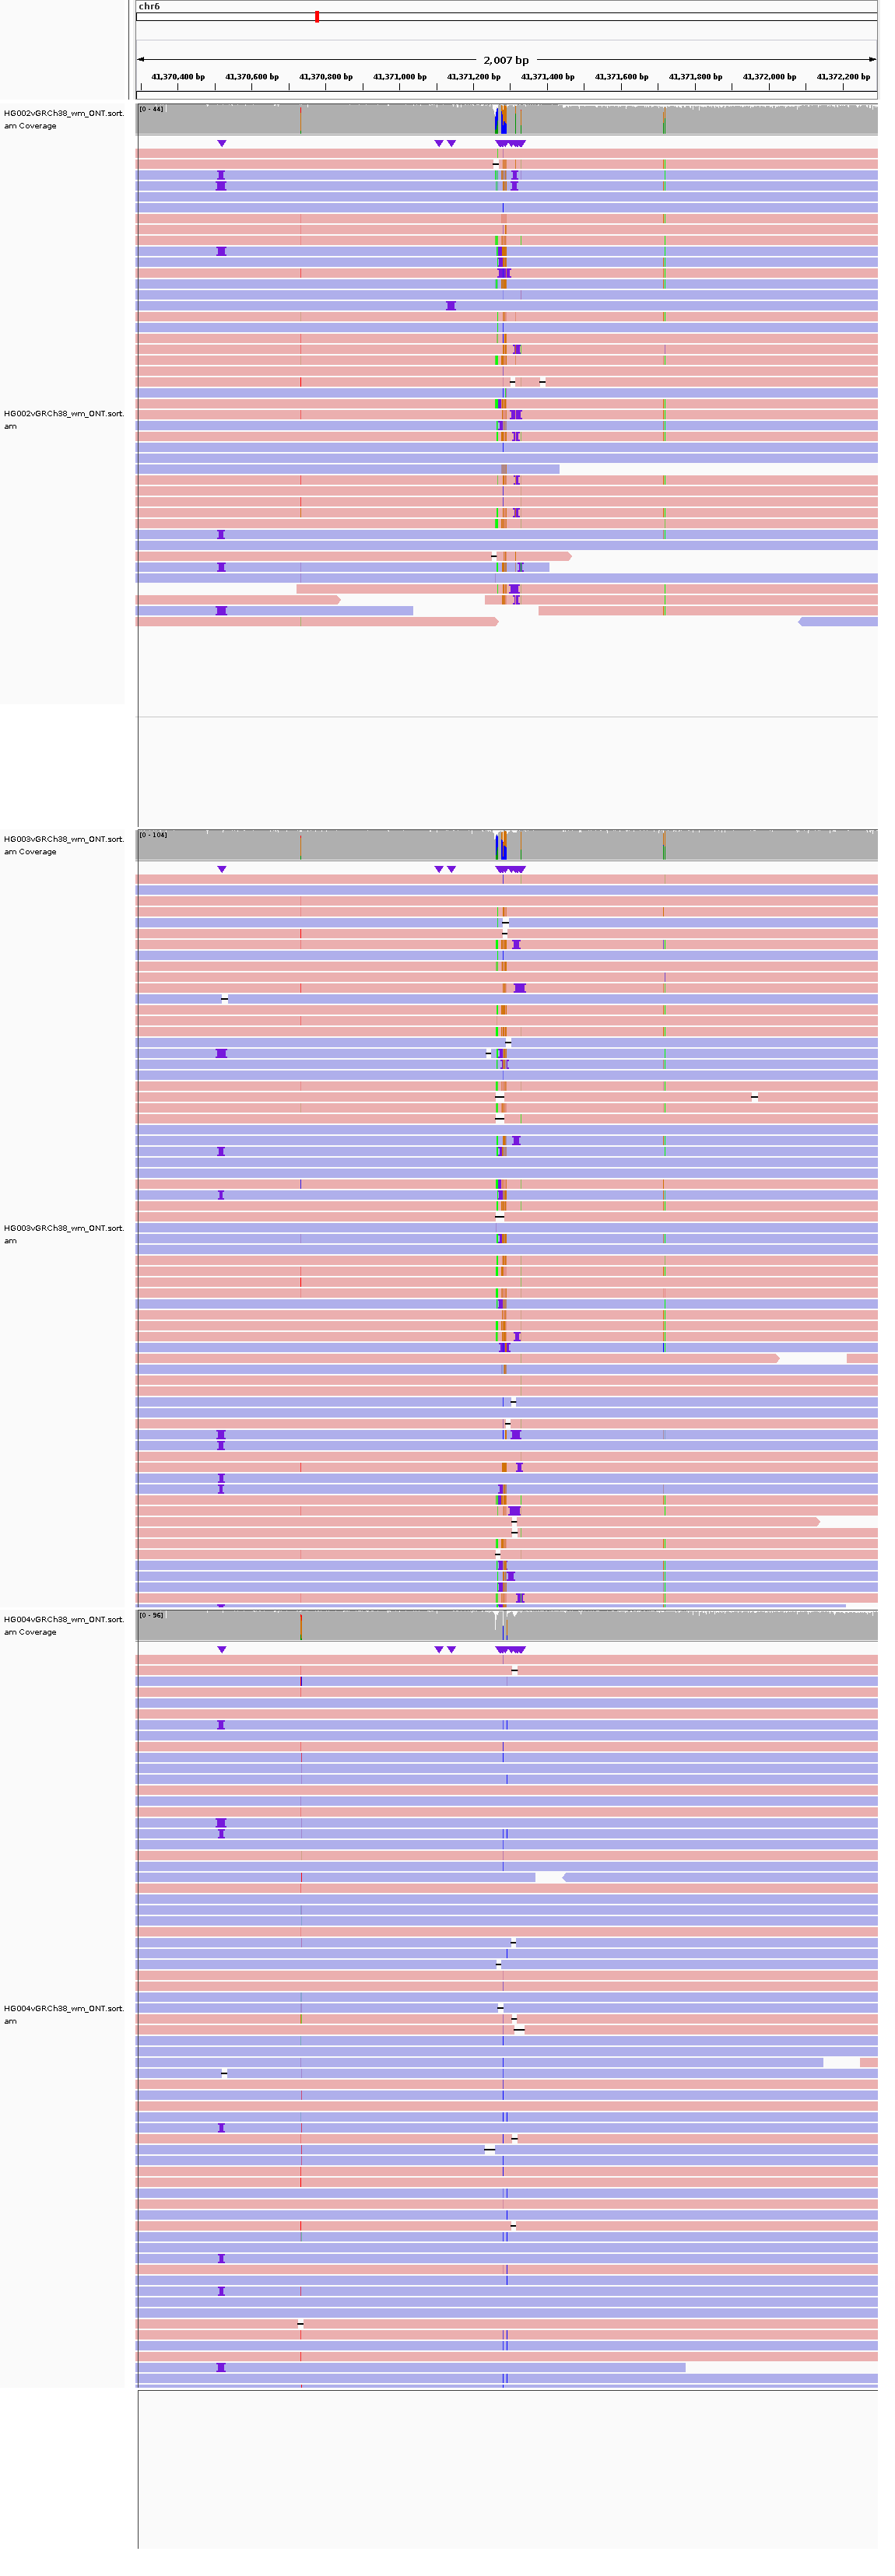 chr6
2,007 bp
41,370,400 bp 41,370,600 bp 41,370,800 bp 41,371,000 bp 41,371,200 bp 41,371,400 bp 41,371,600 bp 41,371,800 bp 41,372,000 bp 41,372,200 bp
HG002vGRCh38_wm_ONT.sort.
am Coverage
[0 - 44]
HG002vGRCh38_wm_ONT.sort.
am
HG003vGRCh38_wm_ONT.sort.
am Coverage
[0 - 104]
HG003vGRCh38_wm_ONT.sort.
am
HG004vGRCh38_wm_ONT.sort.
am Coverage
[0 - 96]
HG004vGRCh38_wm_ONT.sort.
am